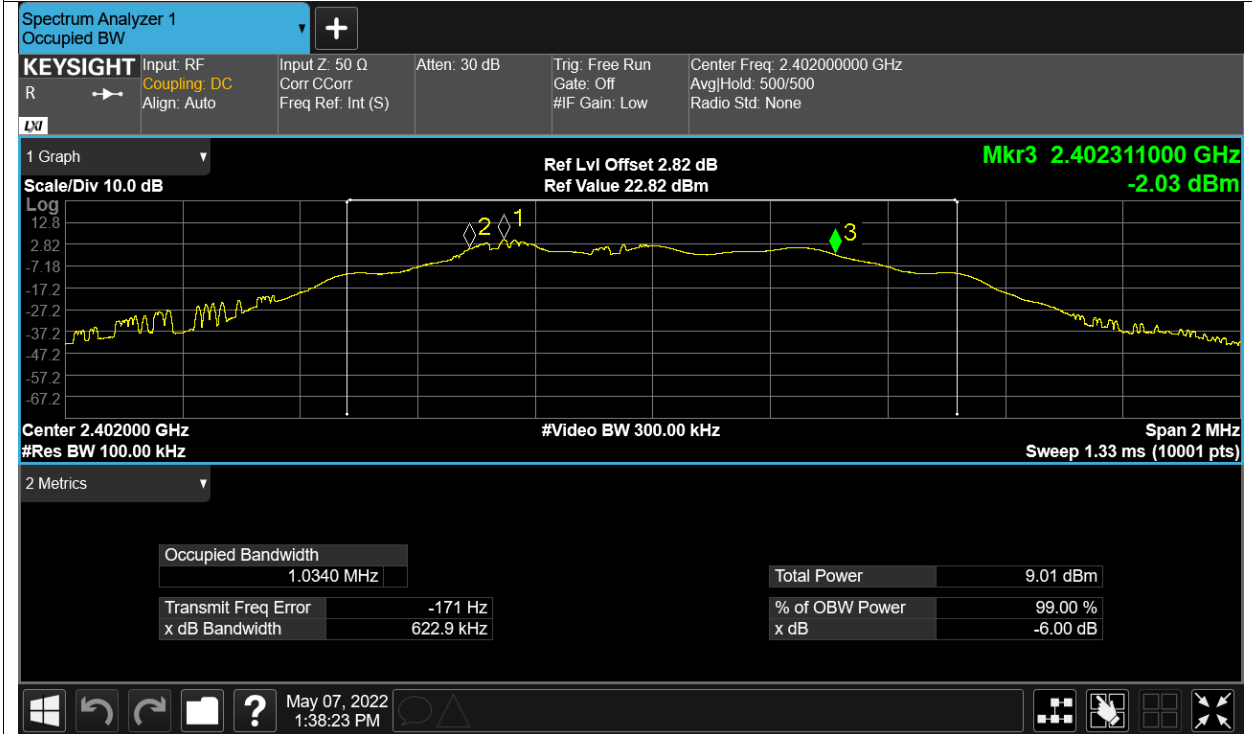 Spectrum Analyzer 1
Occupied BW
KEYSIGHT
R
LXI
Input: RF
Coupling: DC
Align: Auto
Input Z: 50 Ω
Corr CCorr
Freq Ref: Int (S)
Atten: 30 dB
Trig: Free Run
Gate: Off
#IF Gain: Low
Center Freq: 2.402000000 GHz
Avg|Hold: 500/500
Radio Std: None
1 Graph
Scale/Div 10.0 dB
Ref Lvl Offset 2.82 dB
Ref Value 22.82 dBm
Mkr3 2.402311000 GHz
-2.03 dBm
Log
12.8
2.82
-7.18
-17.2
-27.2
-37.2
-47.2
-57.2
-67.2
2
1
3
Center 2.402000 GHz
#Video BW 300.00 kHz
Span 2 MHz
#Res BW 100.00 kHz
Sweep 1.33 ms (10001 pts)
2 Metrics
Occupied Bandwidth
1.0340 MHz
Total Power 9.01 dBm
Transmit Freq Error -171 Hz
% of OBW Power 99.00 %
x dB Bandwidth 622.9 kHz
x dB -6.00 dB
?
May 07, 2022
1:38:23 PM